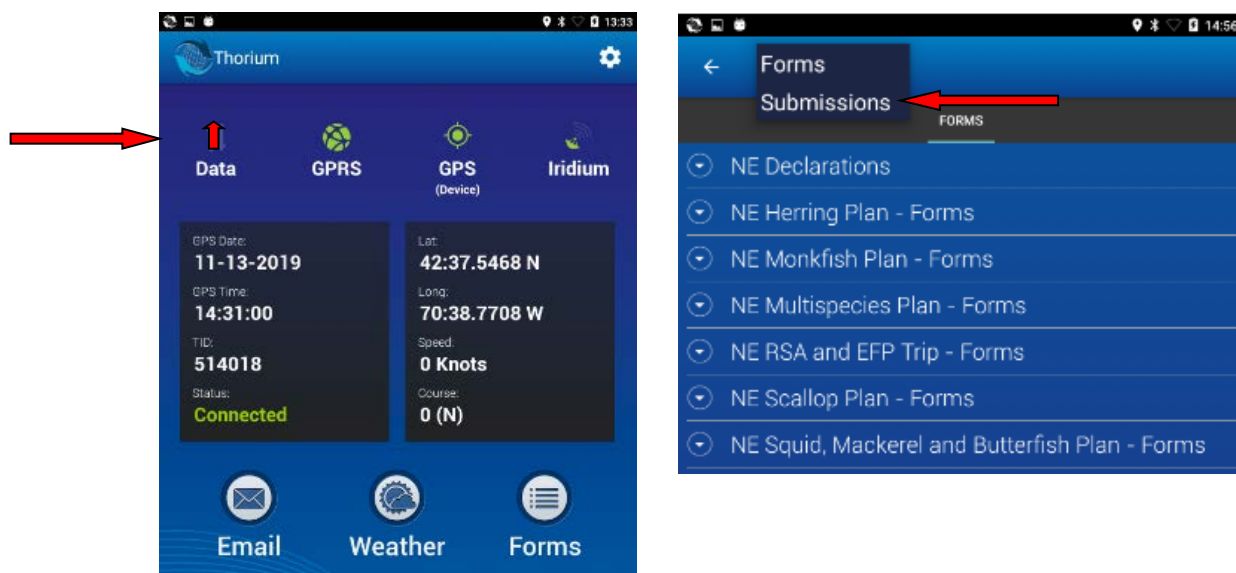 13:33
Thorium
Data GPRS GPS Iridium
(Device)
GPS Date:
11-13-2019
GPS Time:
14:31:00
TID:
514018
Status:
Connected
Lat:
42:37.5468 N
Long:
70:38.7708 W
Speed:
0 Knots
Course:
0 (N)
Email Weather Forms
14:56
Forms
Submissions
FORMS
NE Declarations
NE Herring Plan - Forms
NE Monkfish Plan - Forms
NE Multispecies Plan - Forms
NE RSA and EFP Trip - Forms
NE Scallop Plan - Forms
NE Squid, Mackerel and Butterfish Plan - Forms